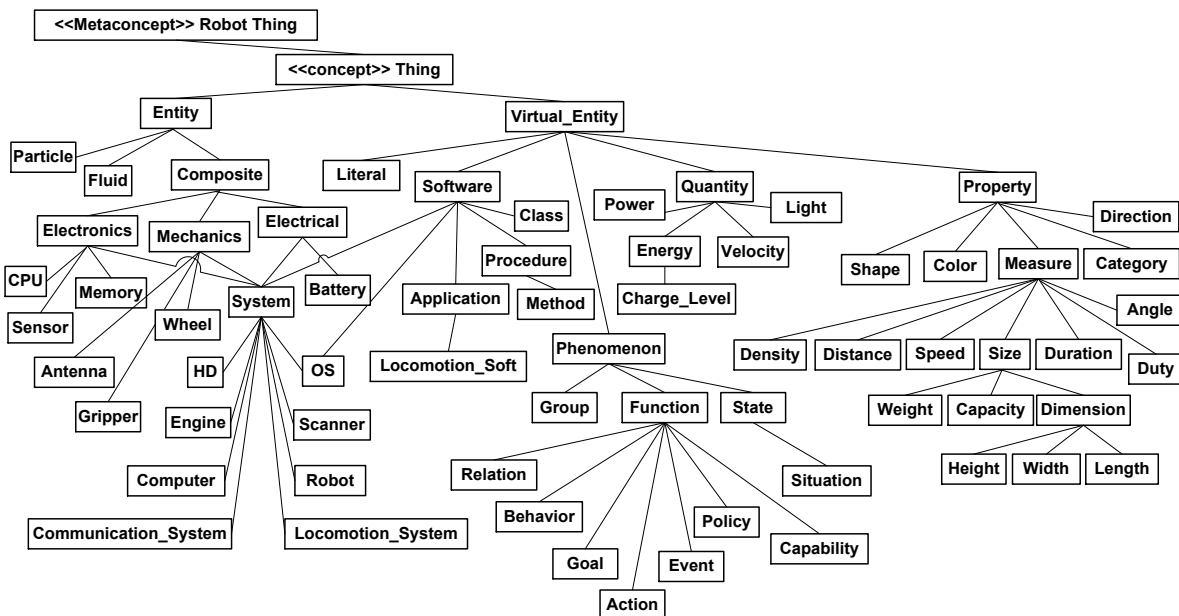 <<Metaconcept>> Robot Thing
<<concept>> Thing
Entity
Virtual_Entity
Particle
Fluid
Composite
Literal
Software
Quantity
Property
Power
Light
Class
Direction
Electronics
Mechanics
Electrical
Energy
Velocity
Procedure
Shape
Color
Measure
Category
CPU
Memory
System
Battery
Application
Method
Charge_Level
Sensor
Wheel
Angle
Phenomenon
Density
Distance
Speed
Size
Duration
Duty
Antenna
HD
OS
Locomotion_Soft
Gripper
Engine
Scanner
Group
Function
State
Weight
Capacity
Dimension
Computer
Robot
Relation
Situation
Height
Width
Length
Behavior
Policy
Communication_System
Locomotion_System
Goal
Event
Capability
Action